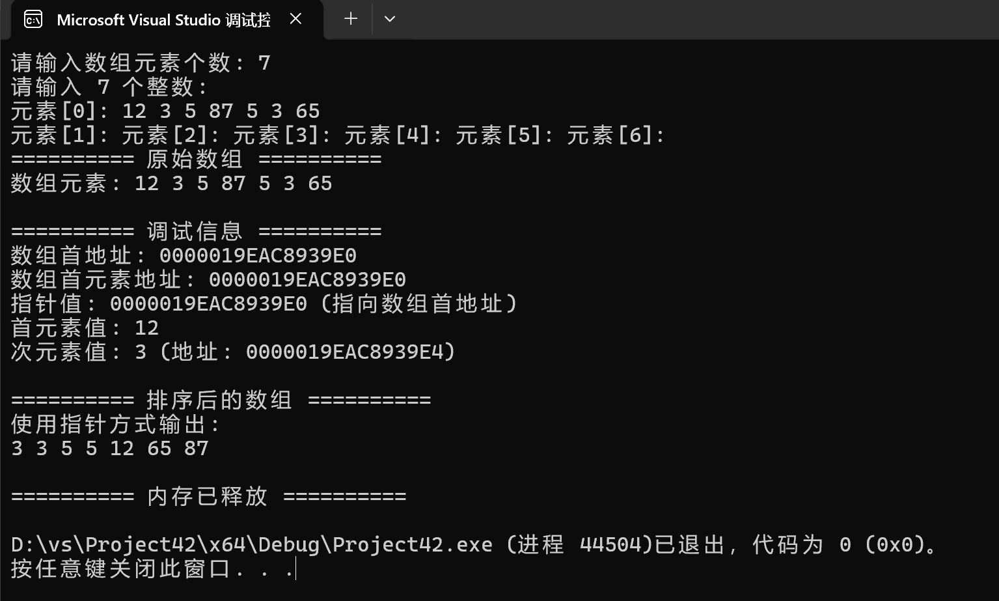 Microsoft Visual Studio 调试控
请输入数组元素个数: 7
请输入 7 个整数:
元素[0]: 12 3 5 87 5 3 65
元素[1]: 元素[2]: 元素[3]: 元素[4]: 元素[5]: 元素[6]:
========== 原始数组 ==========
数组元素: 12 3 5 87 5 3 65
========== 调试信息 ==========
数组首地址: 0000019EAC8939E0
数组首元素地址: 0000019EAC8939E0
指针值: 0000019EAC8939E0 (指向数组首地址)
首元素值: 12
次元素值: 3 (地址: 0000019EAC8939E4)
========== 排序后的数组 ==========
使用指针方式输出:
3 3 5 5 12 65 87
========== 内存已释放 ==========
D:\vs\Project42\x64\Debug\Project42.exe (进程 44504)已退出，代码为 0 (0x0)。
按任意键关闭此窗口. . .